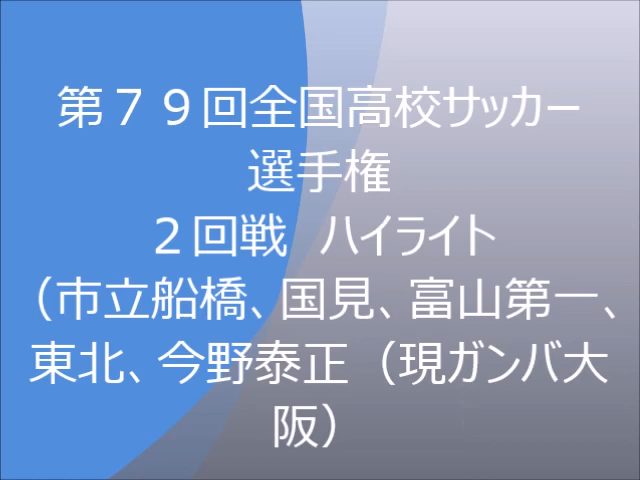 第７９回全国高校サッカー
選手権
２回戦　ハイライト
（市立船橋、国見、富山第一、
東北、今野泰正（現ガンバ大
阪）